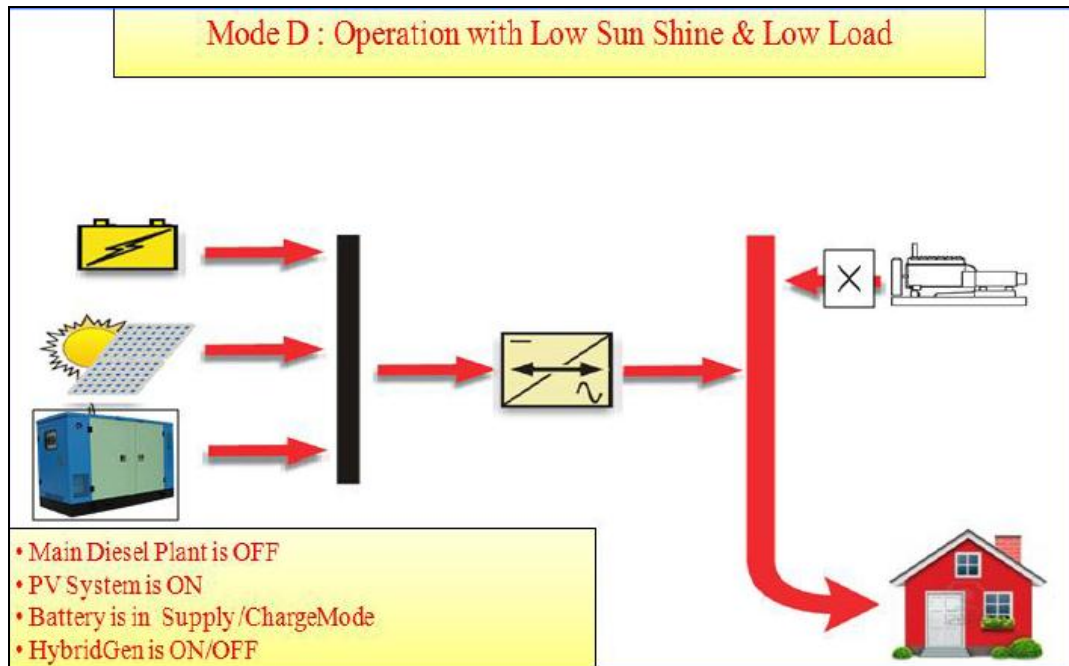 Mode D : Operation with Low Sun Shine & Low Load
• Main Diesel Plant is OFF
• PV System is ON
• Battery is in Supply/ChargeMode
• HybridGen is ON/OFF